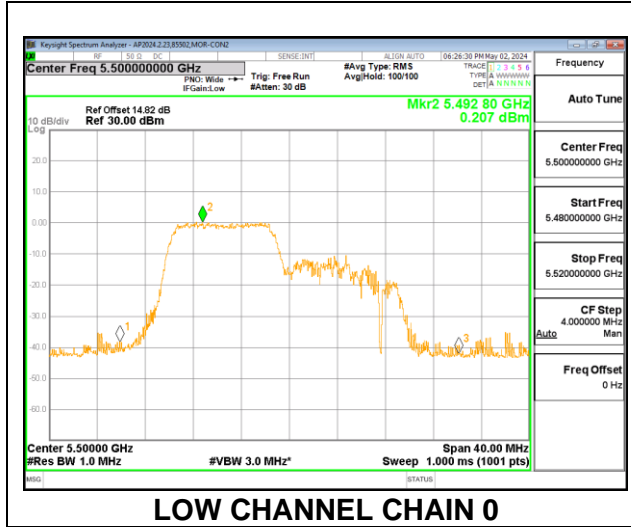 Keysight Spectrum Analyzer - AP2024.2.23,85502,MOR-CON2
RF 50 Ω DC SENSE:INT ALIGN AUTO 06:26:30 PM May 02, 2024
Center Freq 5.500000000 GHz
PNO: Wide
IFGain:Low
Trig: Free Run
#Atten: 30 dB
#Avg Type: RMS
Avg|Hold: 100/100
TRACE 1 2 3 4 5 6
TYPE A WWWWW
DET A N N N N N
Ref Offset 14.82 dB
Ref 30.00 dBm
Mkr2 5.492 80 GHz
0.207 dBm
10 dB/div
Log
20.0
10.0
0.00
-10.0
-20.0
-30.0
-40.0
-50.0
-60.0
2
1
3
Center 5.50000 GHz
Span 40.00 MHz
#Res BW 1.0 MHz #VBW 3.0 MHz* Sweep 1.000 ms (1001 pts)
MSG STATUS
Frequency
Auto Tune
Center Freq
5.500000000 GHz
Start Freq
5.480000000 GHz
Stop Freq
5.520000000 GHz
CF Step
4.000000 MHz
Auto Man
Freq Offset
0 Hz
LOW CHANNEL CHAIN 0